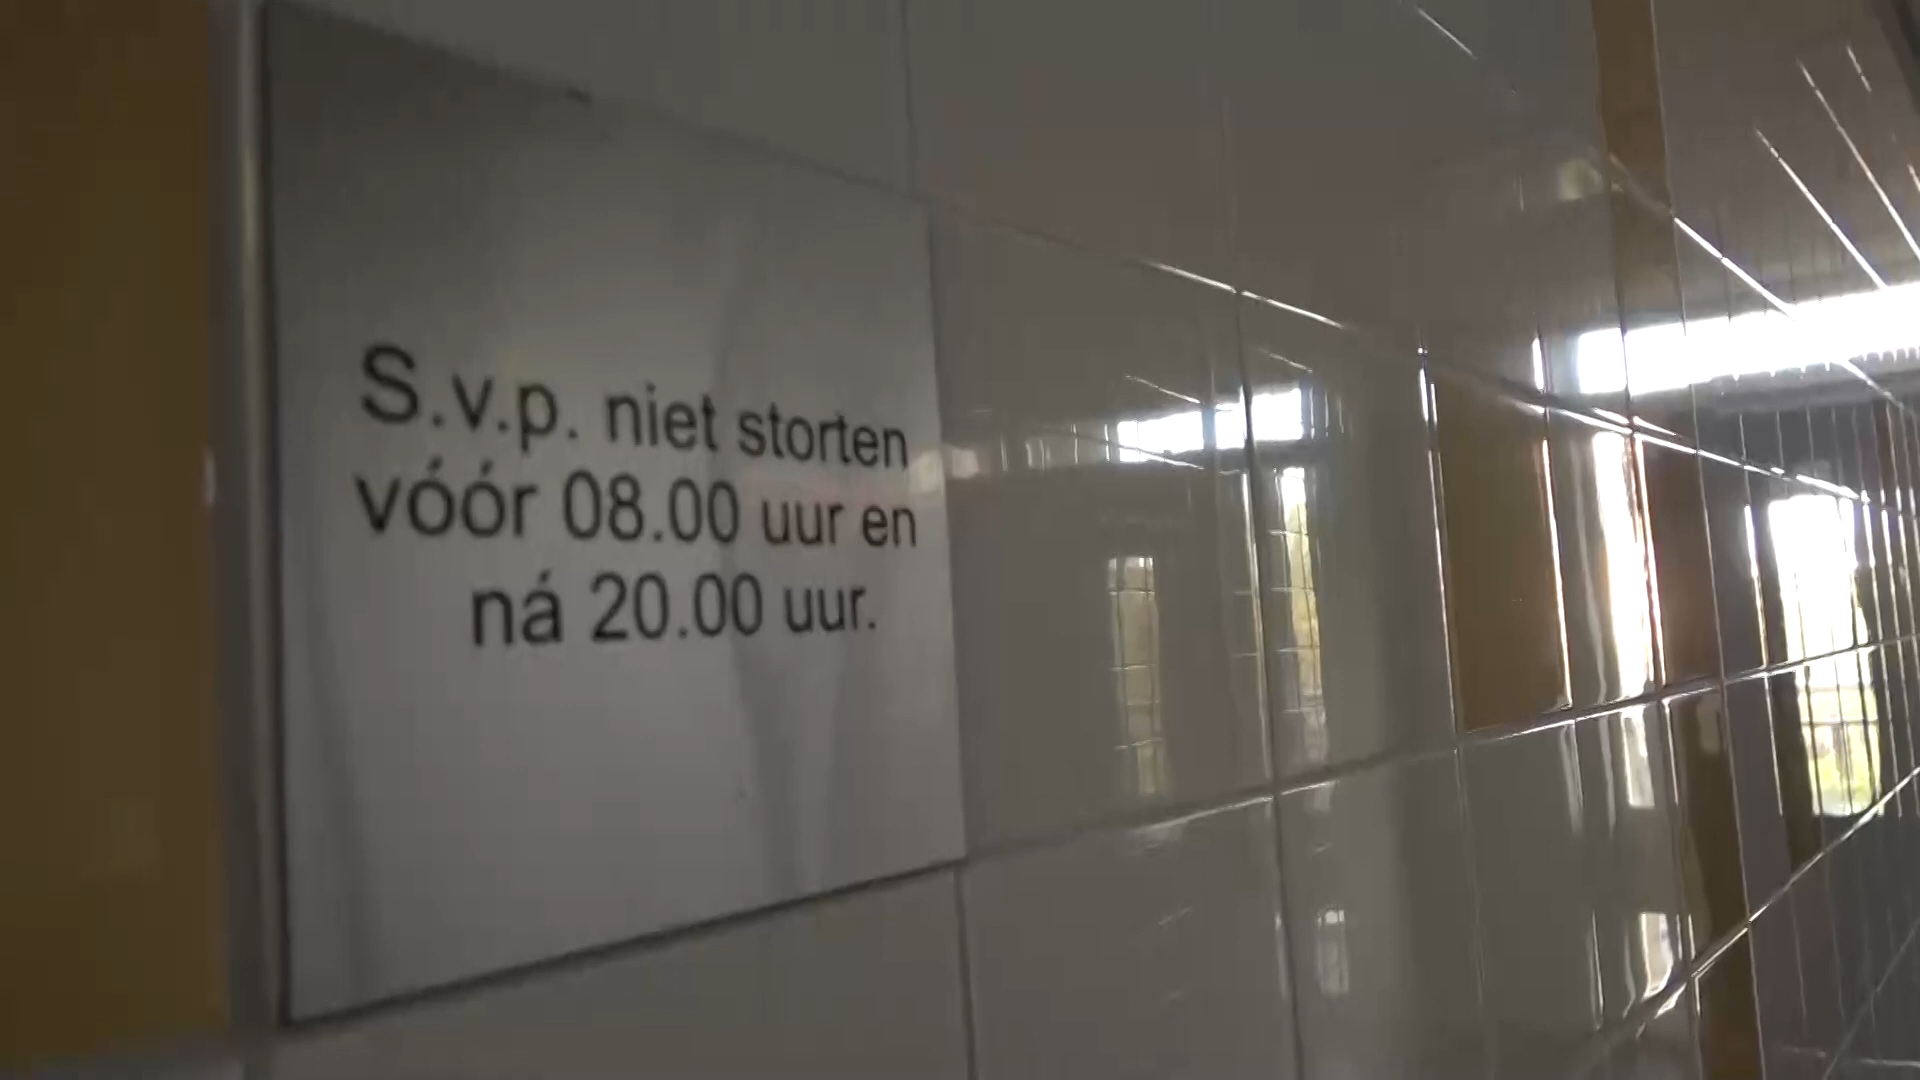 S.v.p. niet storten
vóór 08.00 uur en
ná 20.00 uur.